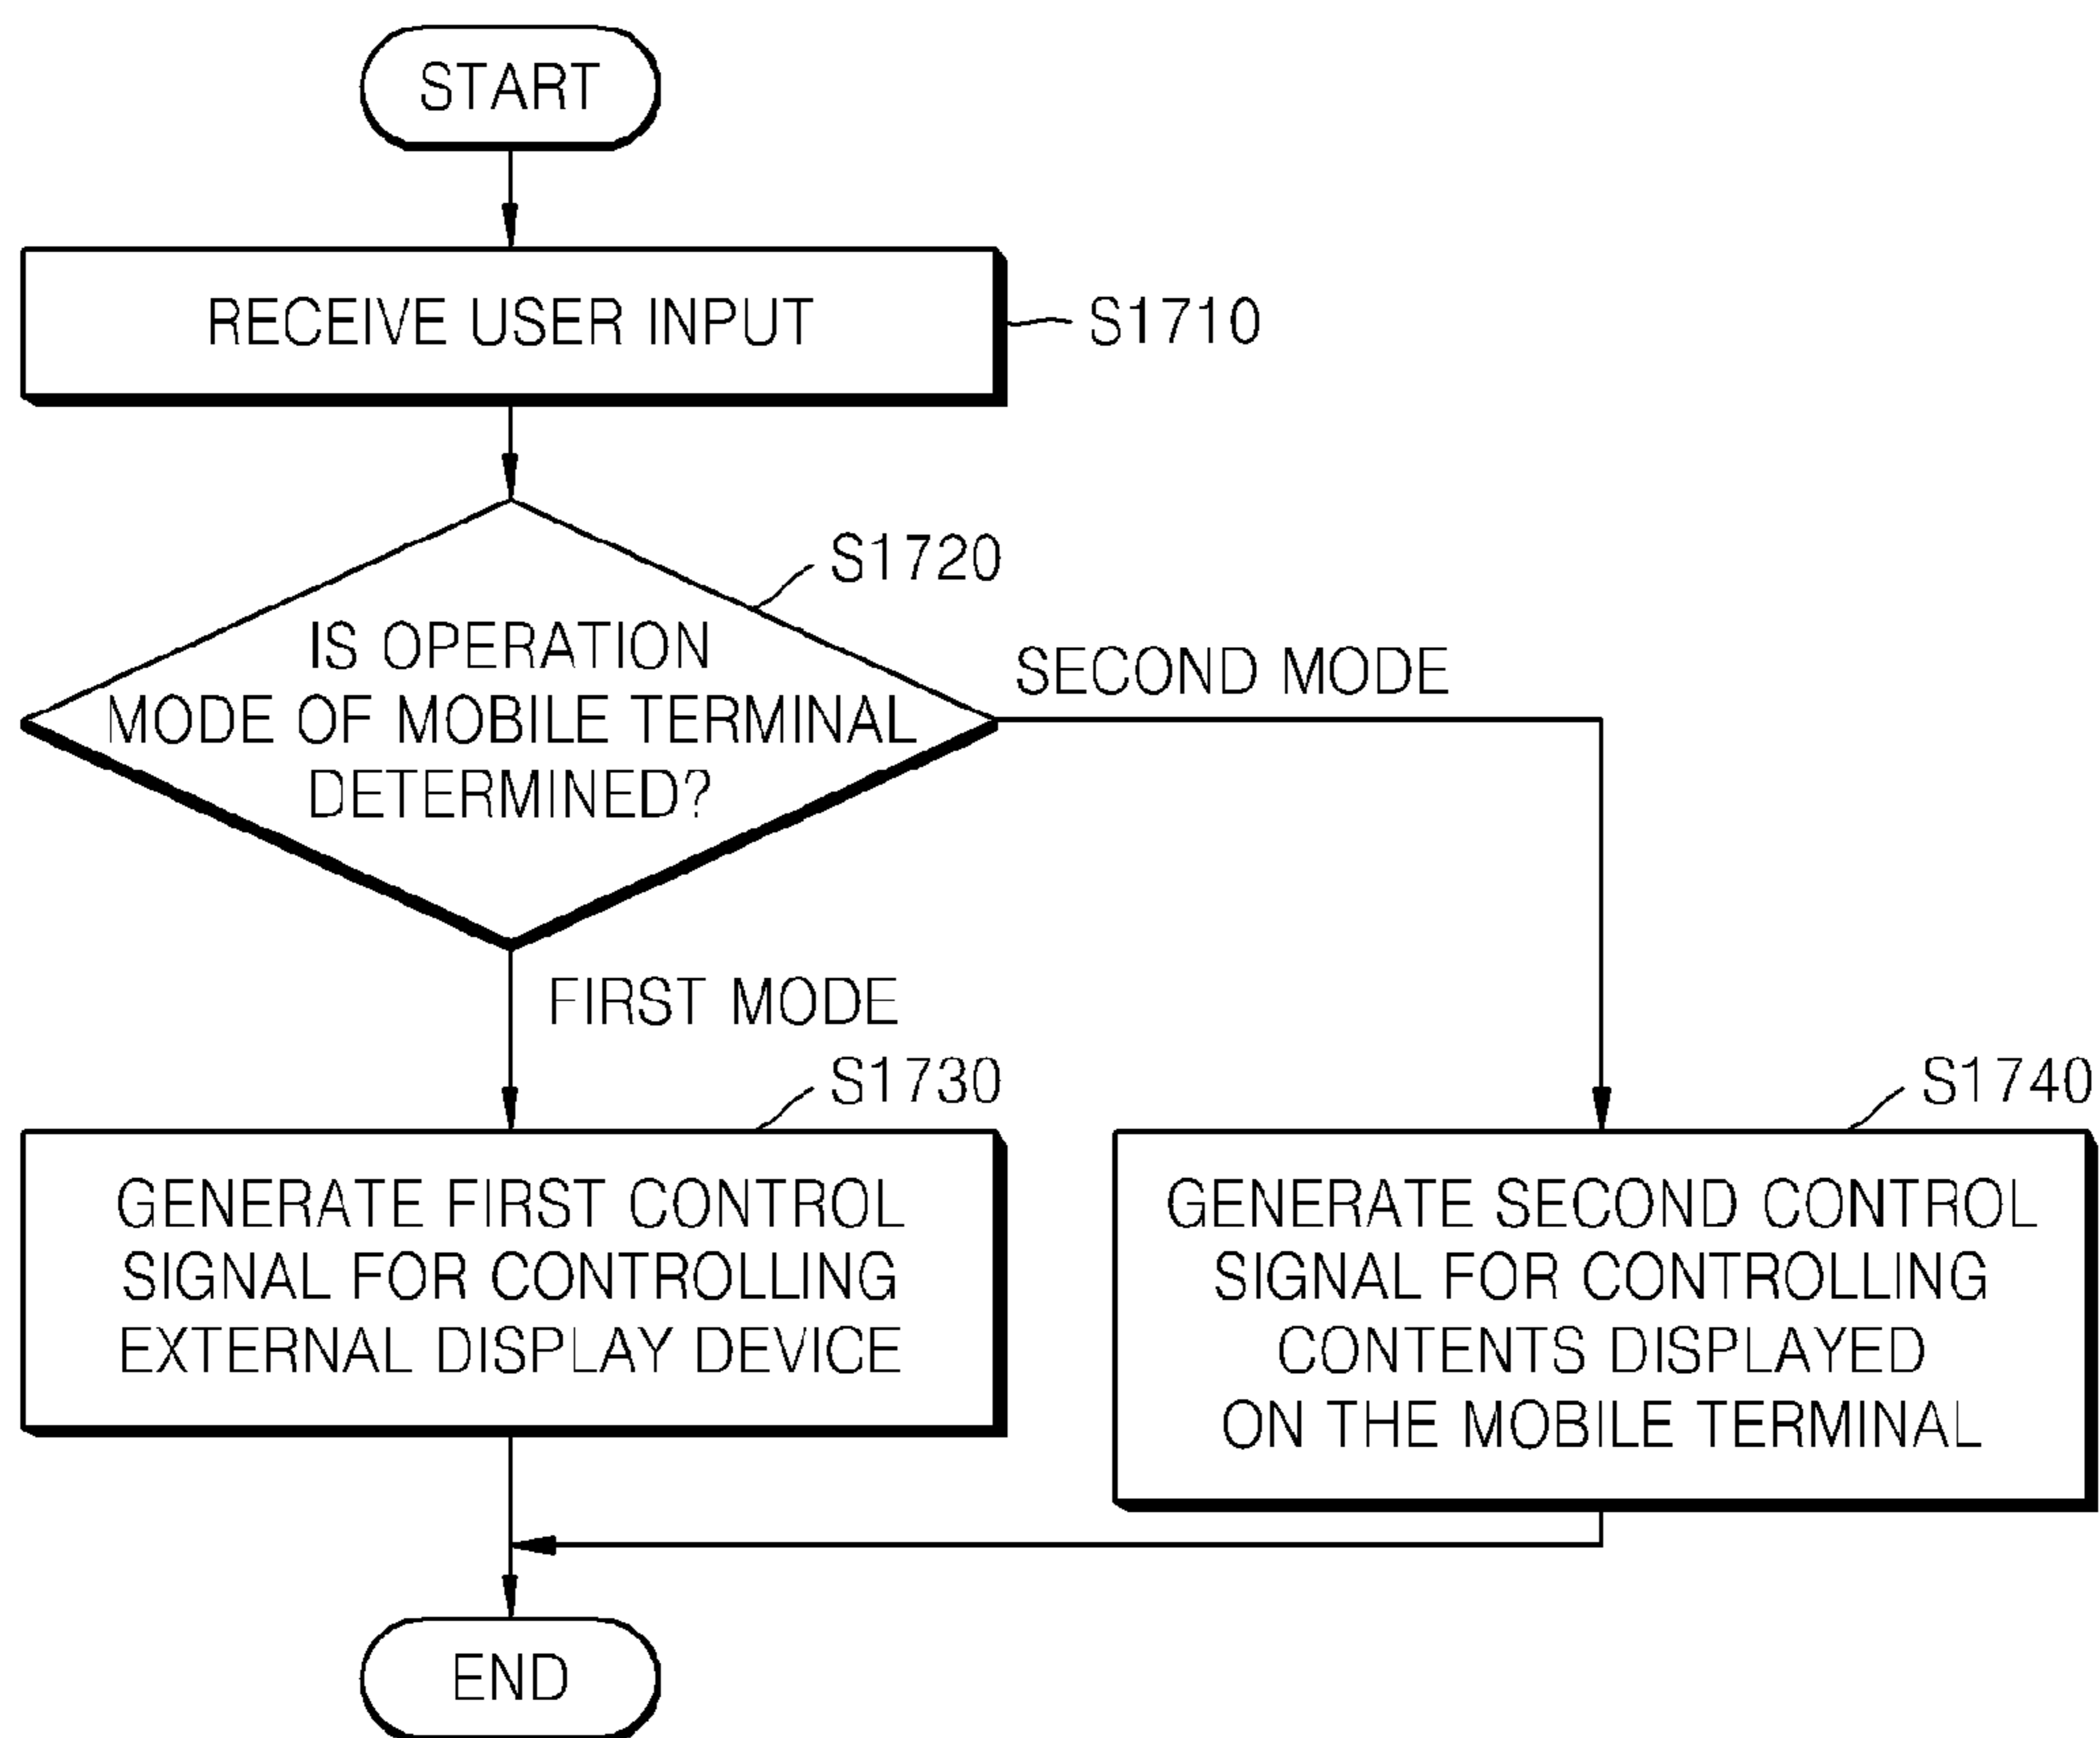 START
RECEIVE USER INPUT
S1710
S1720
IS OPERATION
MODE OF MOBILE TERMINAL
DETERMINED?
SECOND MODE
FIRST MODE
S1730
GENERATE FIRST CONTROL
SIGNAL FOR CONTROLLING
EXTERNAL DISPLAY DEVICE
S1740
GENERATE SECOND CONTROL
SIGNAL FOR CONTROLLING
CONTENTS DISPLAYED
ON THE MOBILE TERMINAL
END